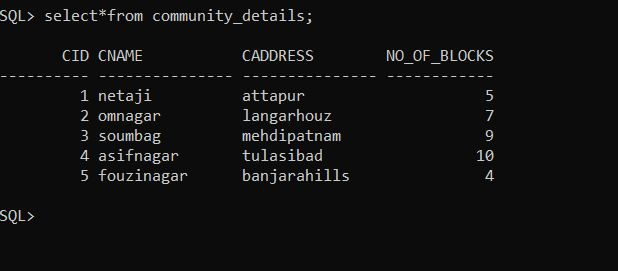 SQL> select*from community_details;
CID CNAME CADDRESS NO_OF_BLOCKS
---------- --------------- --------------- ------------
1 netaji attapur 5
2 omnagar langarhouz 7
3 soumbag mehdipatnam 9
4 asifnagar tulasibad 10
5 fouzinagar banjarahills 4
SQL>